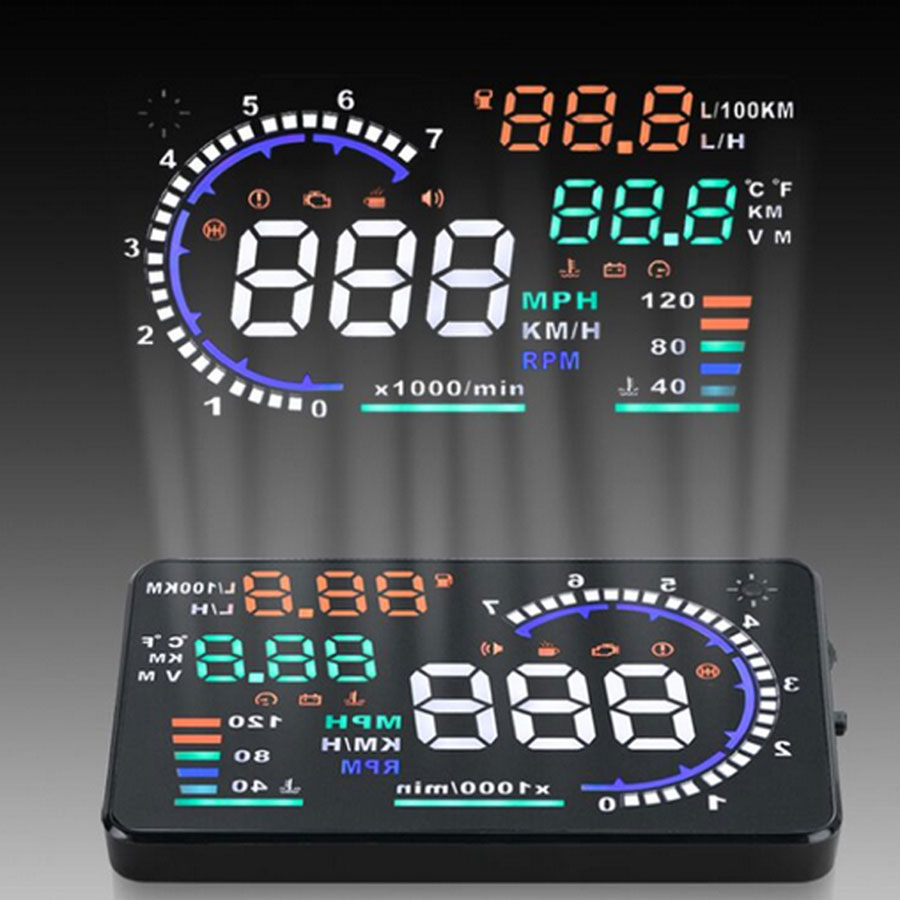 5 6 7
4
3
2
1 0
88.8 L/100KM
L/H
88.8 °C °F
KM
V M
888
MPH
KM/H
RPM
x1000/min
120
80
40
L/100KM
L/H
88.8
°C °F
KM
V M
88.8
7 6 5
4
3
2
1 0
888
MPH
KM/H
RPM
x1000/min
120
80
40